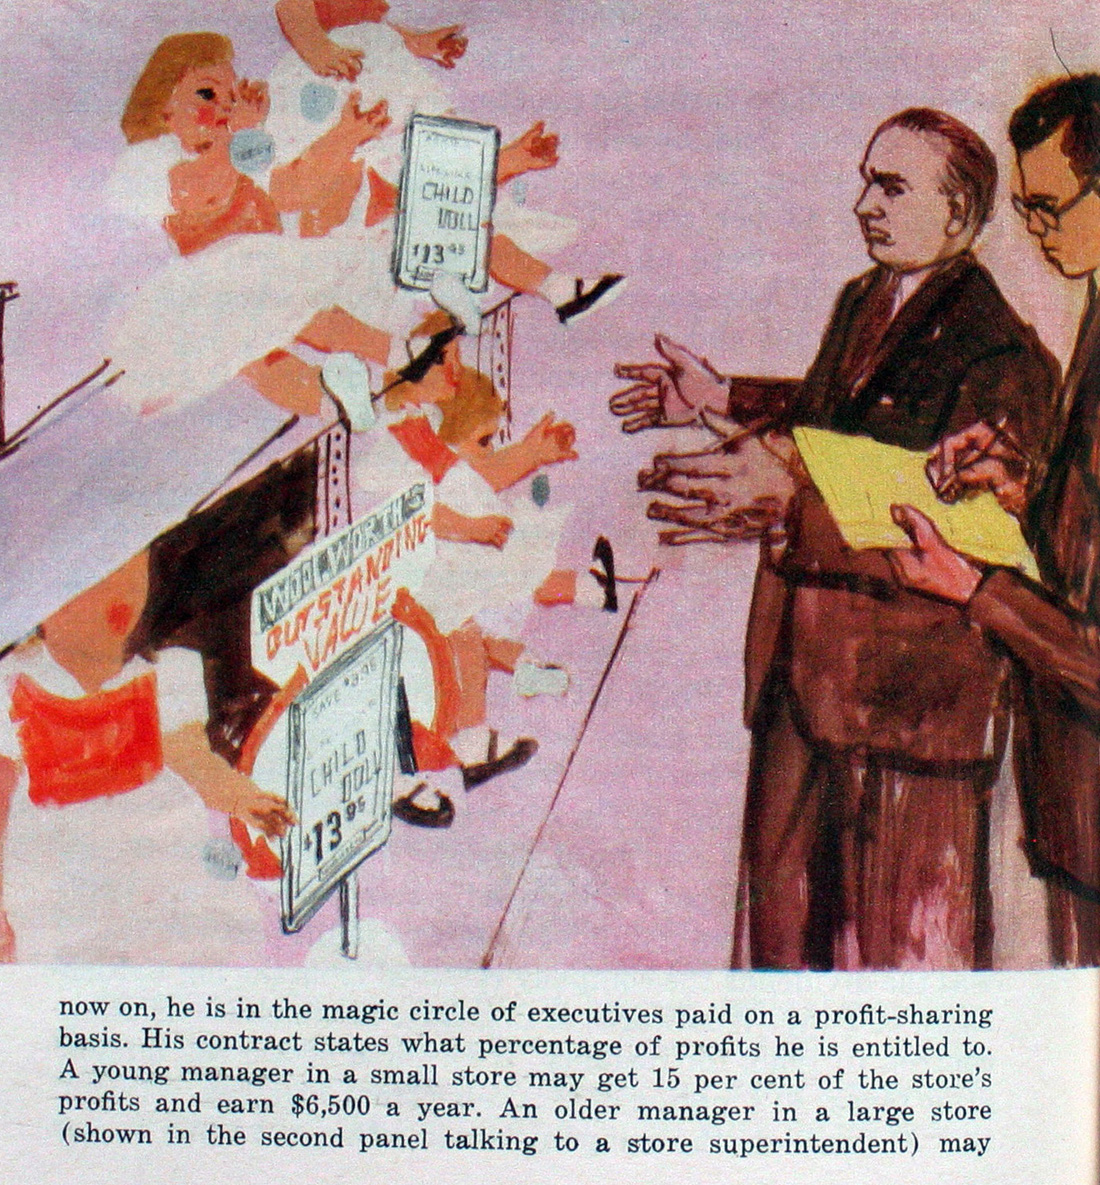 CHILD
DOLL
$13 95
WOOLWORTH'S
OUTSTANDING
VALUE
SAVE $3.98
CHILD
DOLL
$13 95
now on, he is in the magic circle of executives paid on a profit-sharing
basis. His contract states what percentage of profits he is entitled to.
A young manager in a small store may get 15 per cent of the store's
profits and earn $6,500 a year. An older manager in a large store
(shown in the second panel talking to a store superintendent) may